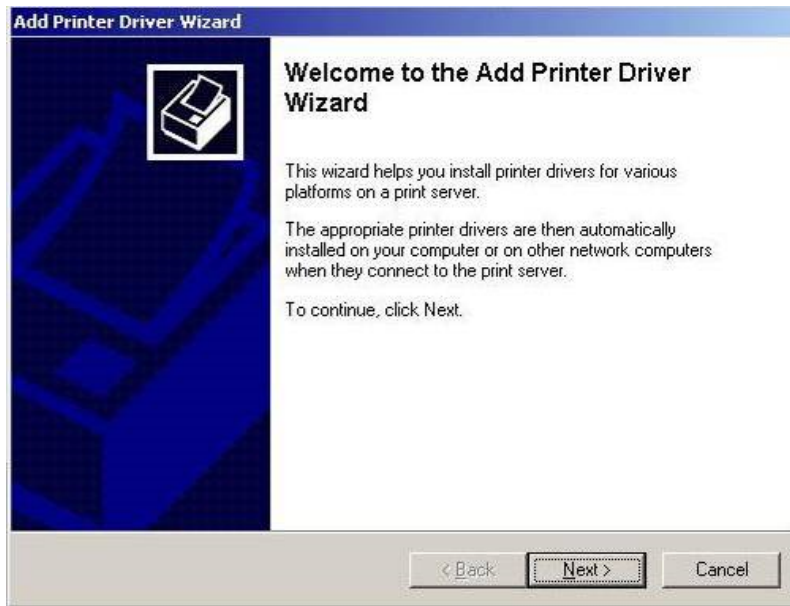 Add Printer Driver Wizard
Welcome to the Add Printer Driver
Wizard
This wizard helps you install printer drivers for various
platforms on a print server.
The appropriate printer drivers are then automatically
installed on your computer or on other network computers
when they connect to the print server.
To continue, click Next.
< Back Next > Cancel